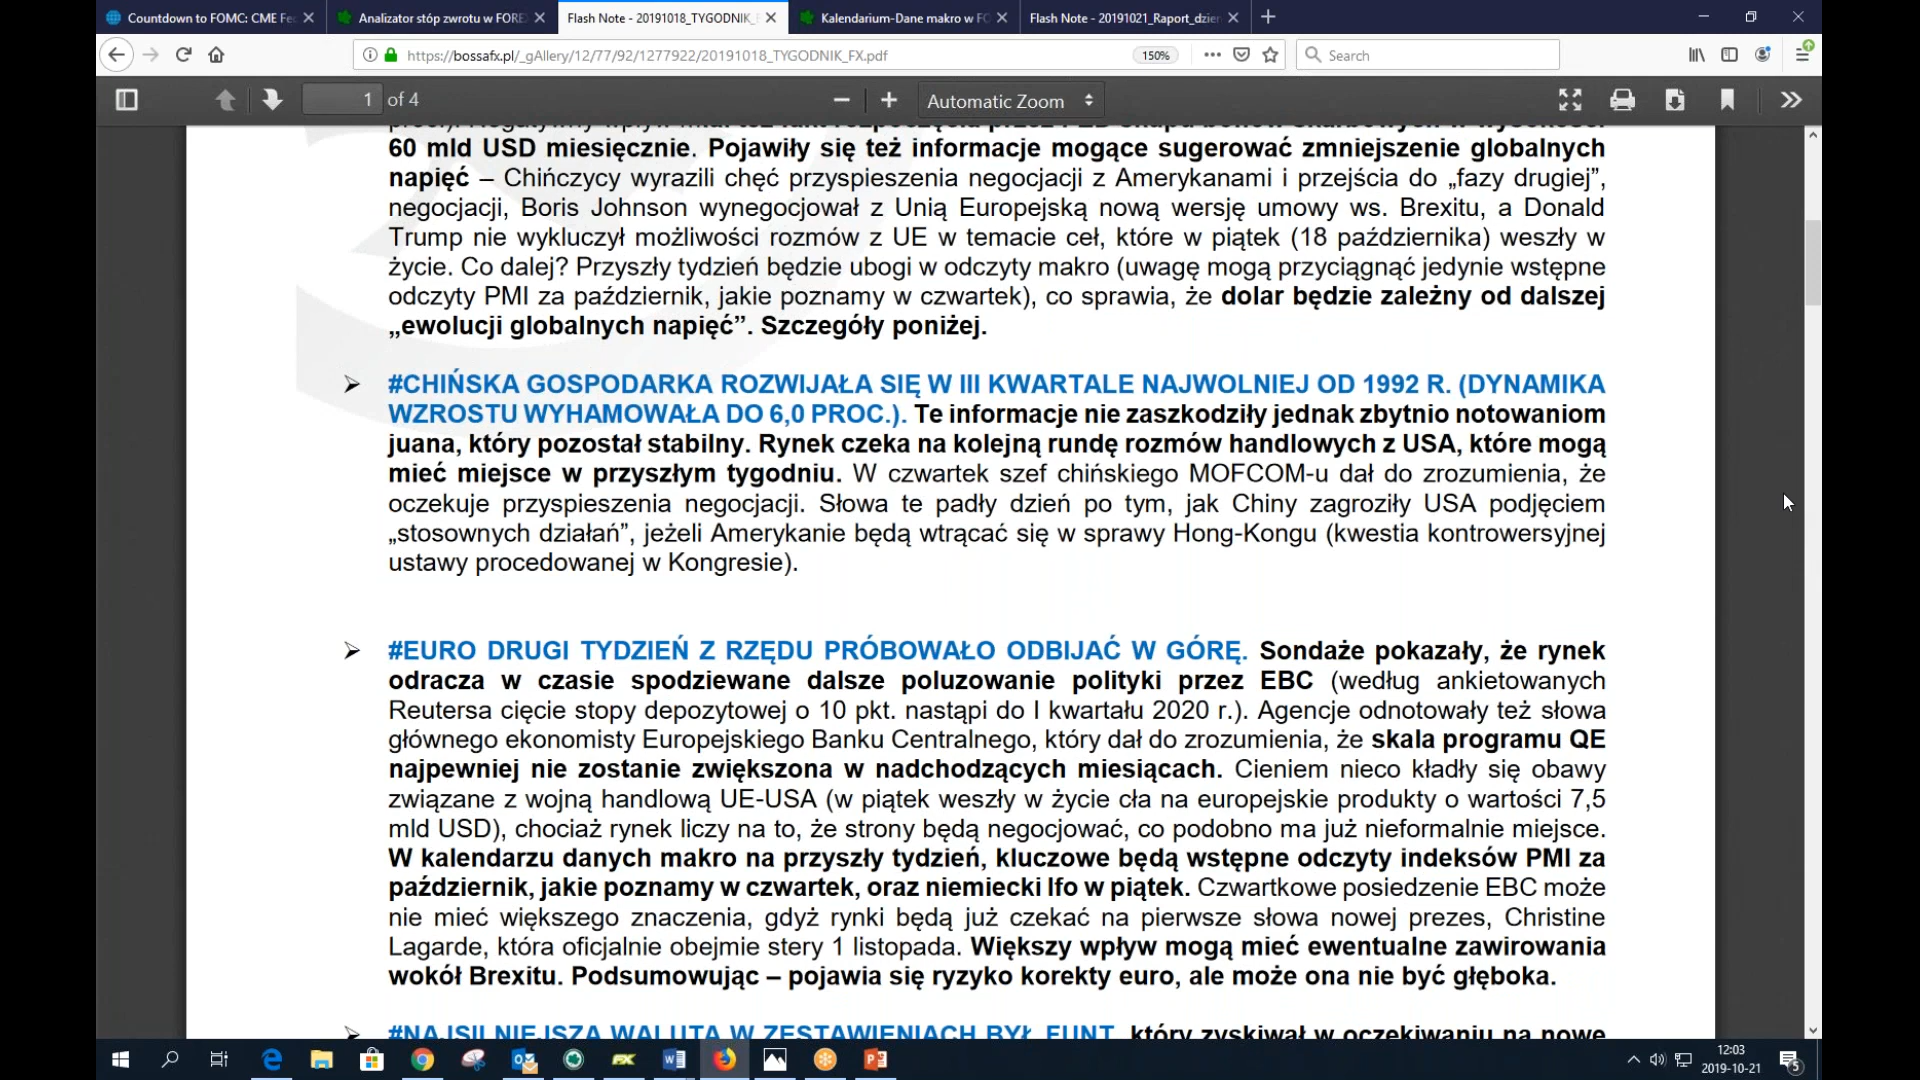 Countdown to FOMC: CME Fe
Analizator stóp zwrotu w FORE
Flash Note - 20191018_TYGODNIK_F
Kalendarium-Dane makro w FO
Flash Note - 20191021_Raport_dzie
https://bossafx.pl/_gAllery/12/77/92/1277922/20191018_TYGODNIK_FX.pdf
150%
Search
1 of 4
Automatic Zoom
60 mld USD miesięcznie. Pojawiły się też informacje mogące sugerować zmniejszenie globalnych
napięć – Chińczycy wyrazili chęć przyspieszenia negocjacji z Amerykanami i przejścia do „fazy drugiej”,
negocjacji, Boris Johnson wynegocjował z Unią Europejską nową wersję umowy ws. Brexitu, a Donald
Trump nie wykluczył możliwości rozmów z UE w temacie ceł, które w piątek (18 października) weszły w
życie. Co dalej? Przyszły tydzień będzie ubogi w odczyty makro (uwagę mogą przyciągnąć jedynie wstępne
odczyty PMI za październik, jakie poznamy w czwartek), co sprawia, że dolar będzie zależny od dalszej
„ewolucji globalnych napięć”. Szczegóły poniżej.
#CHIŃSKA GOSPODARKA ROZWIJAŁA SIĘ W III KWARTALE NAJWOLNIEJ OD 1992 R. (DYNAMIKA
WZROSTU WYHAMOWAŁA DO 6,0 PROC.). Te informacje nie zaszkodziły jednak zbytnio notowaniom
juana, który pozostał stabilny. Rynek czeka na kolejną rundę rozmów handlowych z USA, które mogą
mieć miejsce w przyszłym tygodniu. W czwartek szef chińskiego MOFCOM-u dał do zrozumienia, że
oczekuje przyspieszenia negocjacji. Słowa te padły dzień po tym, jak Chiny zagroziły USA podjęciem
„stosownych działań”, jeżeli Amerykanie będą wtrącać się w sprawy Hong-Kongu (kwestia kontrowersyjnej
ustawy procedowanej w Kongresie).
#EURO DRUGI TYDZIEŃ Z RZĘDU PRÓBOWAŁO ODBIJAĆ W GÓRĘ. Sondaże pokazały, że rynek
odracza w czasie spodziewane dalsze poluzowanie polityki przez EBC (według ankietowanych
Reutersa cięcie stopy depozytowej o 10 pkt. nastąpi do I kwartału 2020 r.). Agencje odnotowały też słowa
głównego ekonomisty Europejskiego Banku Centralnego, który dał do zrozumienia, że skala programu QE
najpewniej nie zostanie zwiększona w nadchodzących miesiącach. Cieniem nieco kładły się obawy
związane z wojną handlową UE-USA (w piątek weszły w życie cła na europejskie produkty o wartości 7,5
mld USD), chociaż rynek liczy na to, że strony będą negocjować, co podobno ma już nieformalnie miejsce.
W kalendarzu danych makro na przyszły tydzień, kluczowe będą wstępne odczyty indeksów PMI za
październik, jakie poznamy w czwartek, oraz niemiecki Ifo w piątek. Czwartkowe posiedzenie EBC może
nie mieć większego znaczenia, gdyż rynki będą już czekać na pierwsze słowa nowej prezes, Christine
Lagarde, która oficjalnie obejmie stery 1 listopada. Większy wpływ mogą mieć ewentualne zawirowania
wokół Brexitu. Podsumowując – pojawia się ryzyko korekty euro, ale może ona nie być głęboka.
#NAJSILNIEJSZĄ WALUTĄ W ZESTAWIENIACH BYŁ FUNT, który zyskiwał w oczekiwaniu na nowe
12:03
2019-10-21
5